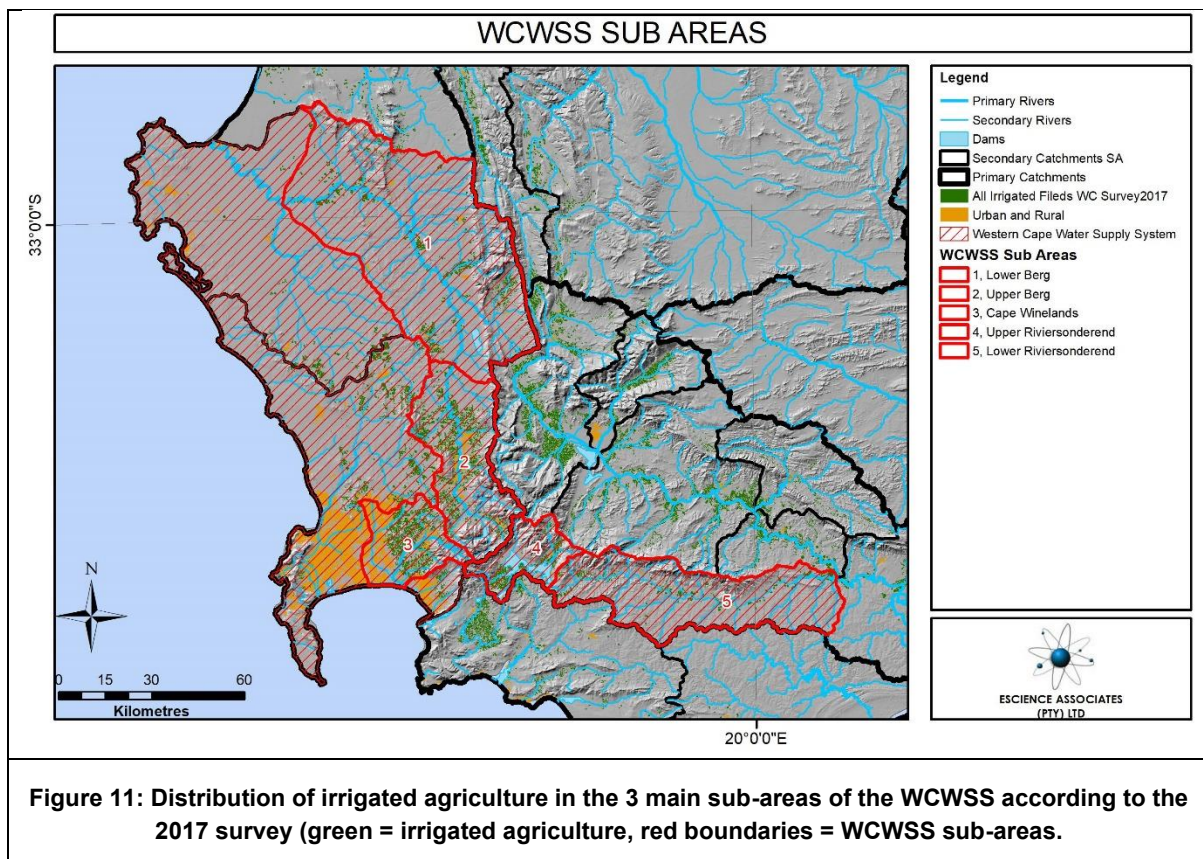 WCWSS SUB AREAS
33°0'0"S
1
2
3
4
5
N
0 15 30 60
Kilometres
20°0'0"E
Legend
Primary Rivers
Secondary Rivers
Dams
Secondary Catchments SA
Primary Catchments
All Irrigated Fileds WC Survey2017
Urban and Rural
Western Cape Water Supply System
WCWSS Sub Areas
1, Lower Berg
2, Upper Berg
3, Cape Winelands
4, Upper Riviersonderend
5, Lower Riviersonderend
ESCIENCE ASSOCIATES
(PTY) LTD
Figure 11: Distribution of irrigated agriculture in the 3 main sub-areas of the WCWSS according to the
2017 survey (green = irrigated agriculture, red boundaries = WCWSS sub-areas.